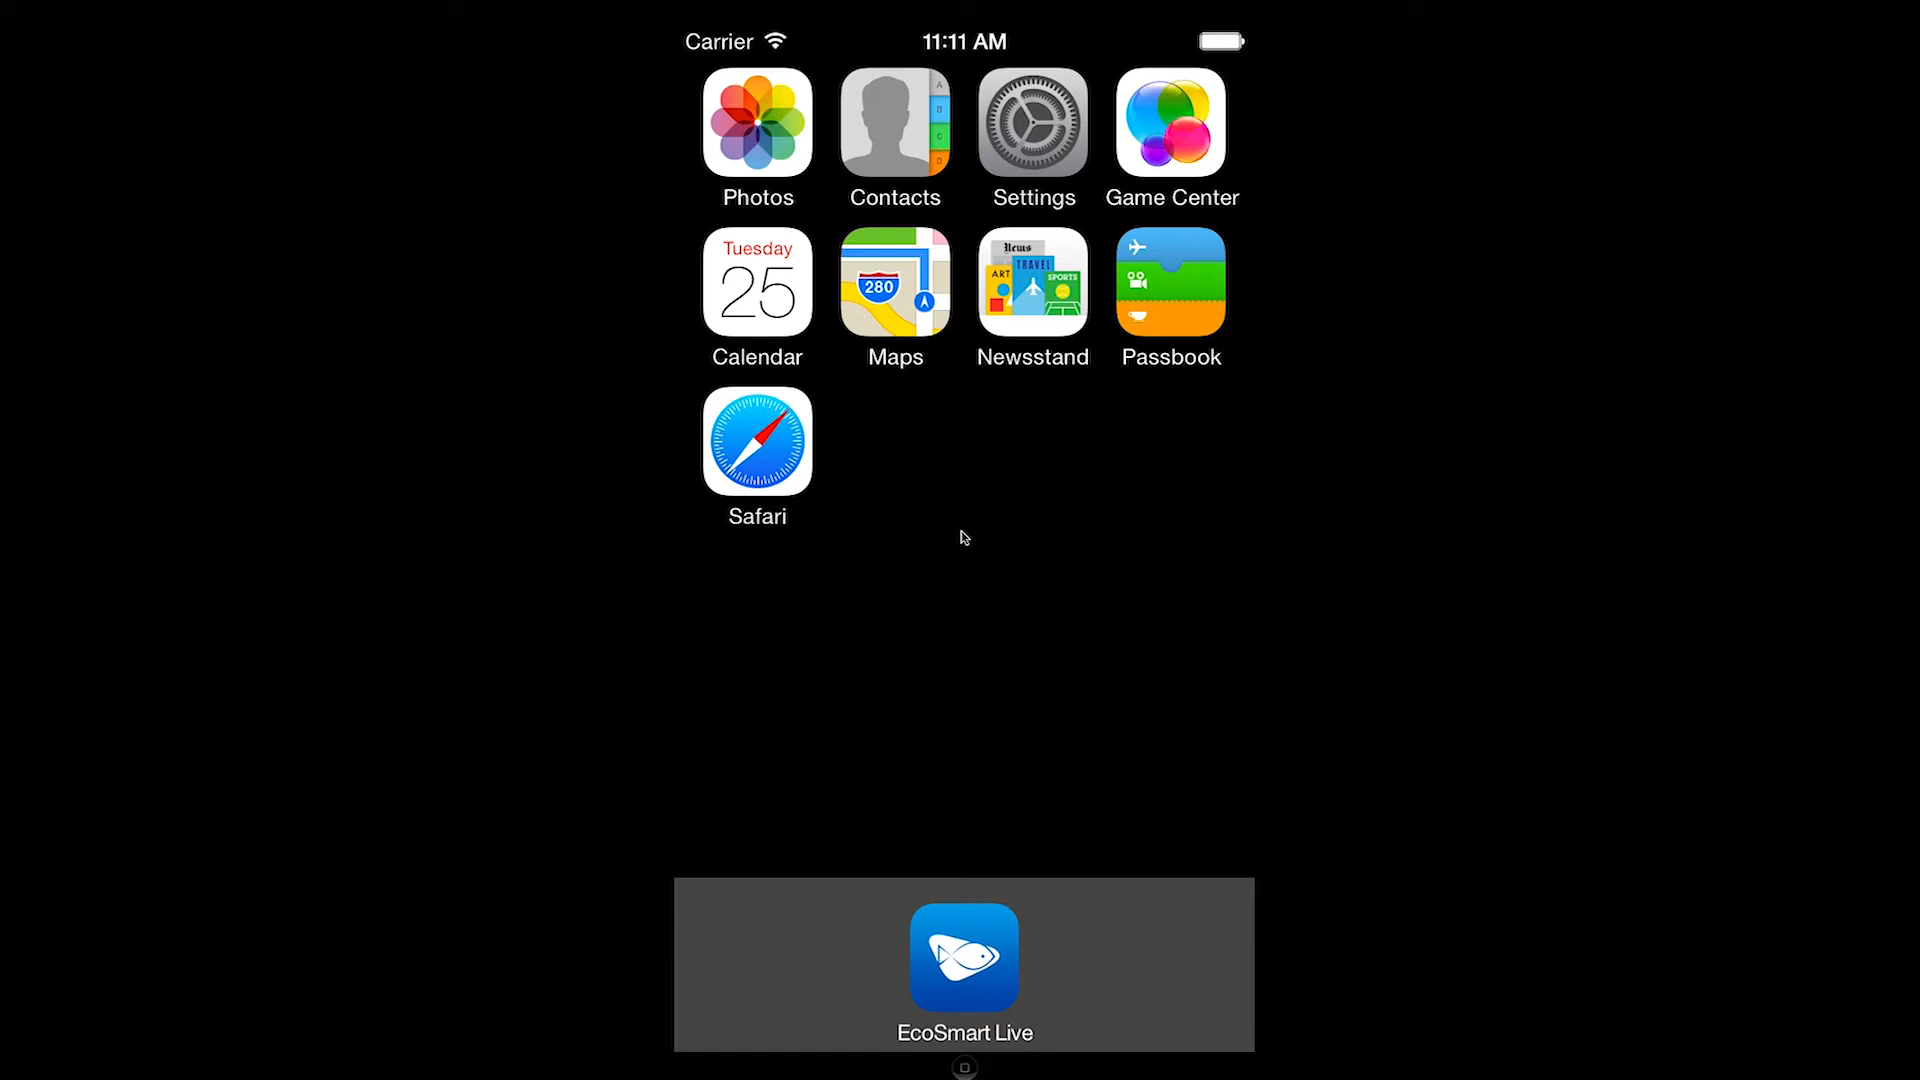 Carrier 11:11 AM
A
B
C
D
Photos Contacts Settings Game Center
Tuesday
25
280
News
ART TRAVEL SPORTS
Calendar Maps Newsstand Passbook
Safari
EcoSmart Live